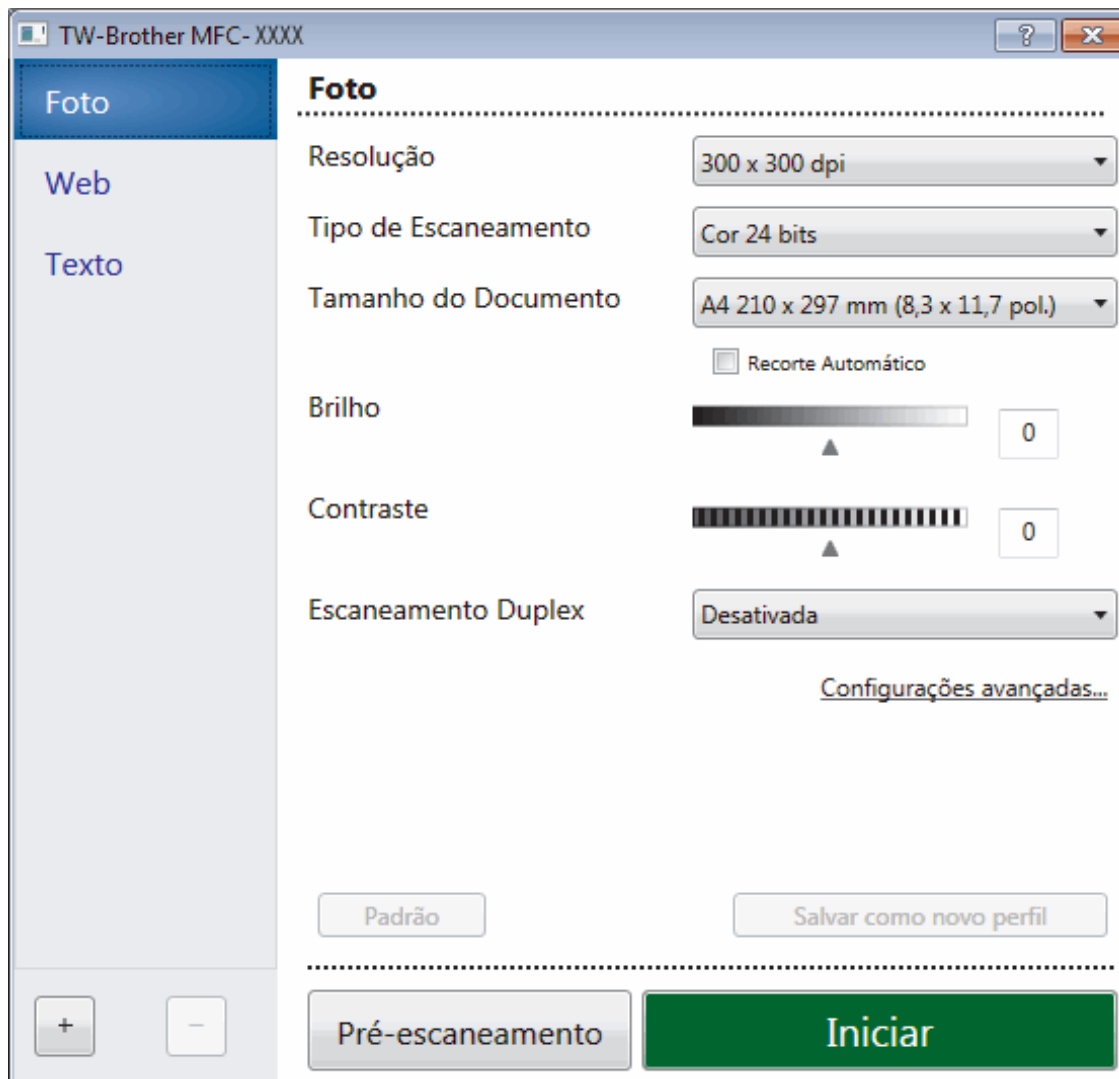 TW-Brother MFC- XXXX
?
Foto
Web
Texto
+
−
Foto
Resolução
300 x 300 dpi
Tipo de Escaneamento
Cor 24 bits
Tamanho do Documento
A4 210 x 297 mm (8,3 x 11,7 pol.)
Recorte Automático
Brilho
0
Contraste
0
Escaneamento Duplex
Desativada
Configurações avançadas...
Padrão
Salvar como novo perfil
Pré-escaneamento
Iniciar